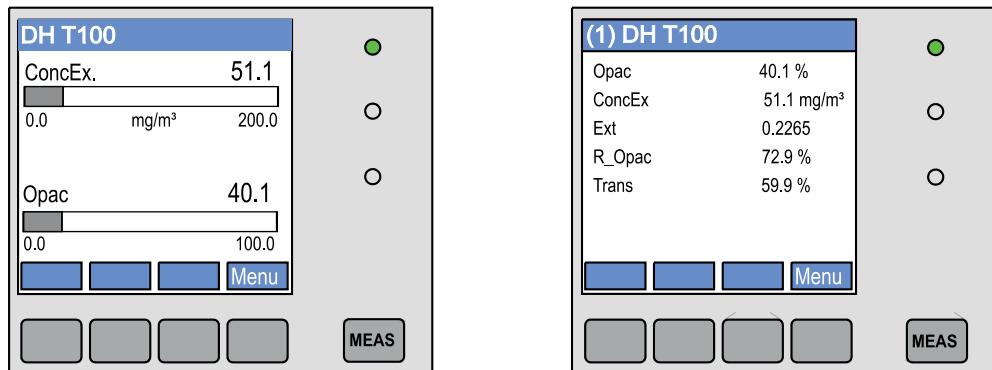 DH T100
ConcEx. 51.1
0.0 mg/m³ 200.0
Opac 40.1
0.0 100.0
Menu
MEAS
(1) DH T100
Opac 40.1 %
ConcEx 51.1 mg/m³
Ext 0.2265
R_Opac 72.9 %
Trans 59.9 %
Menu
MEAS